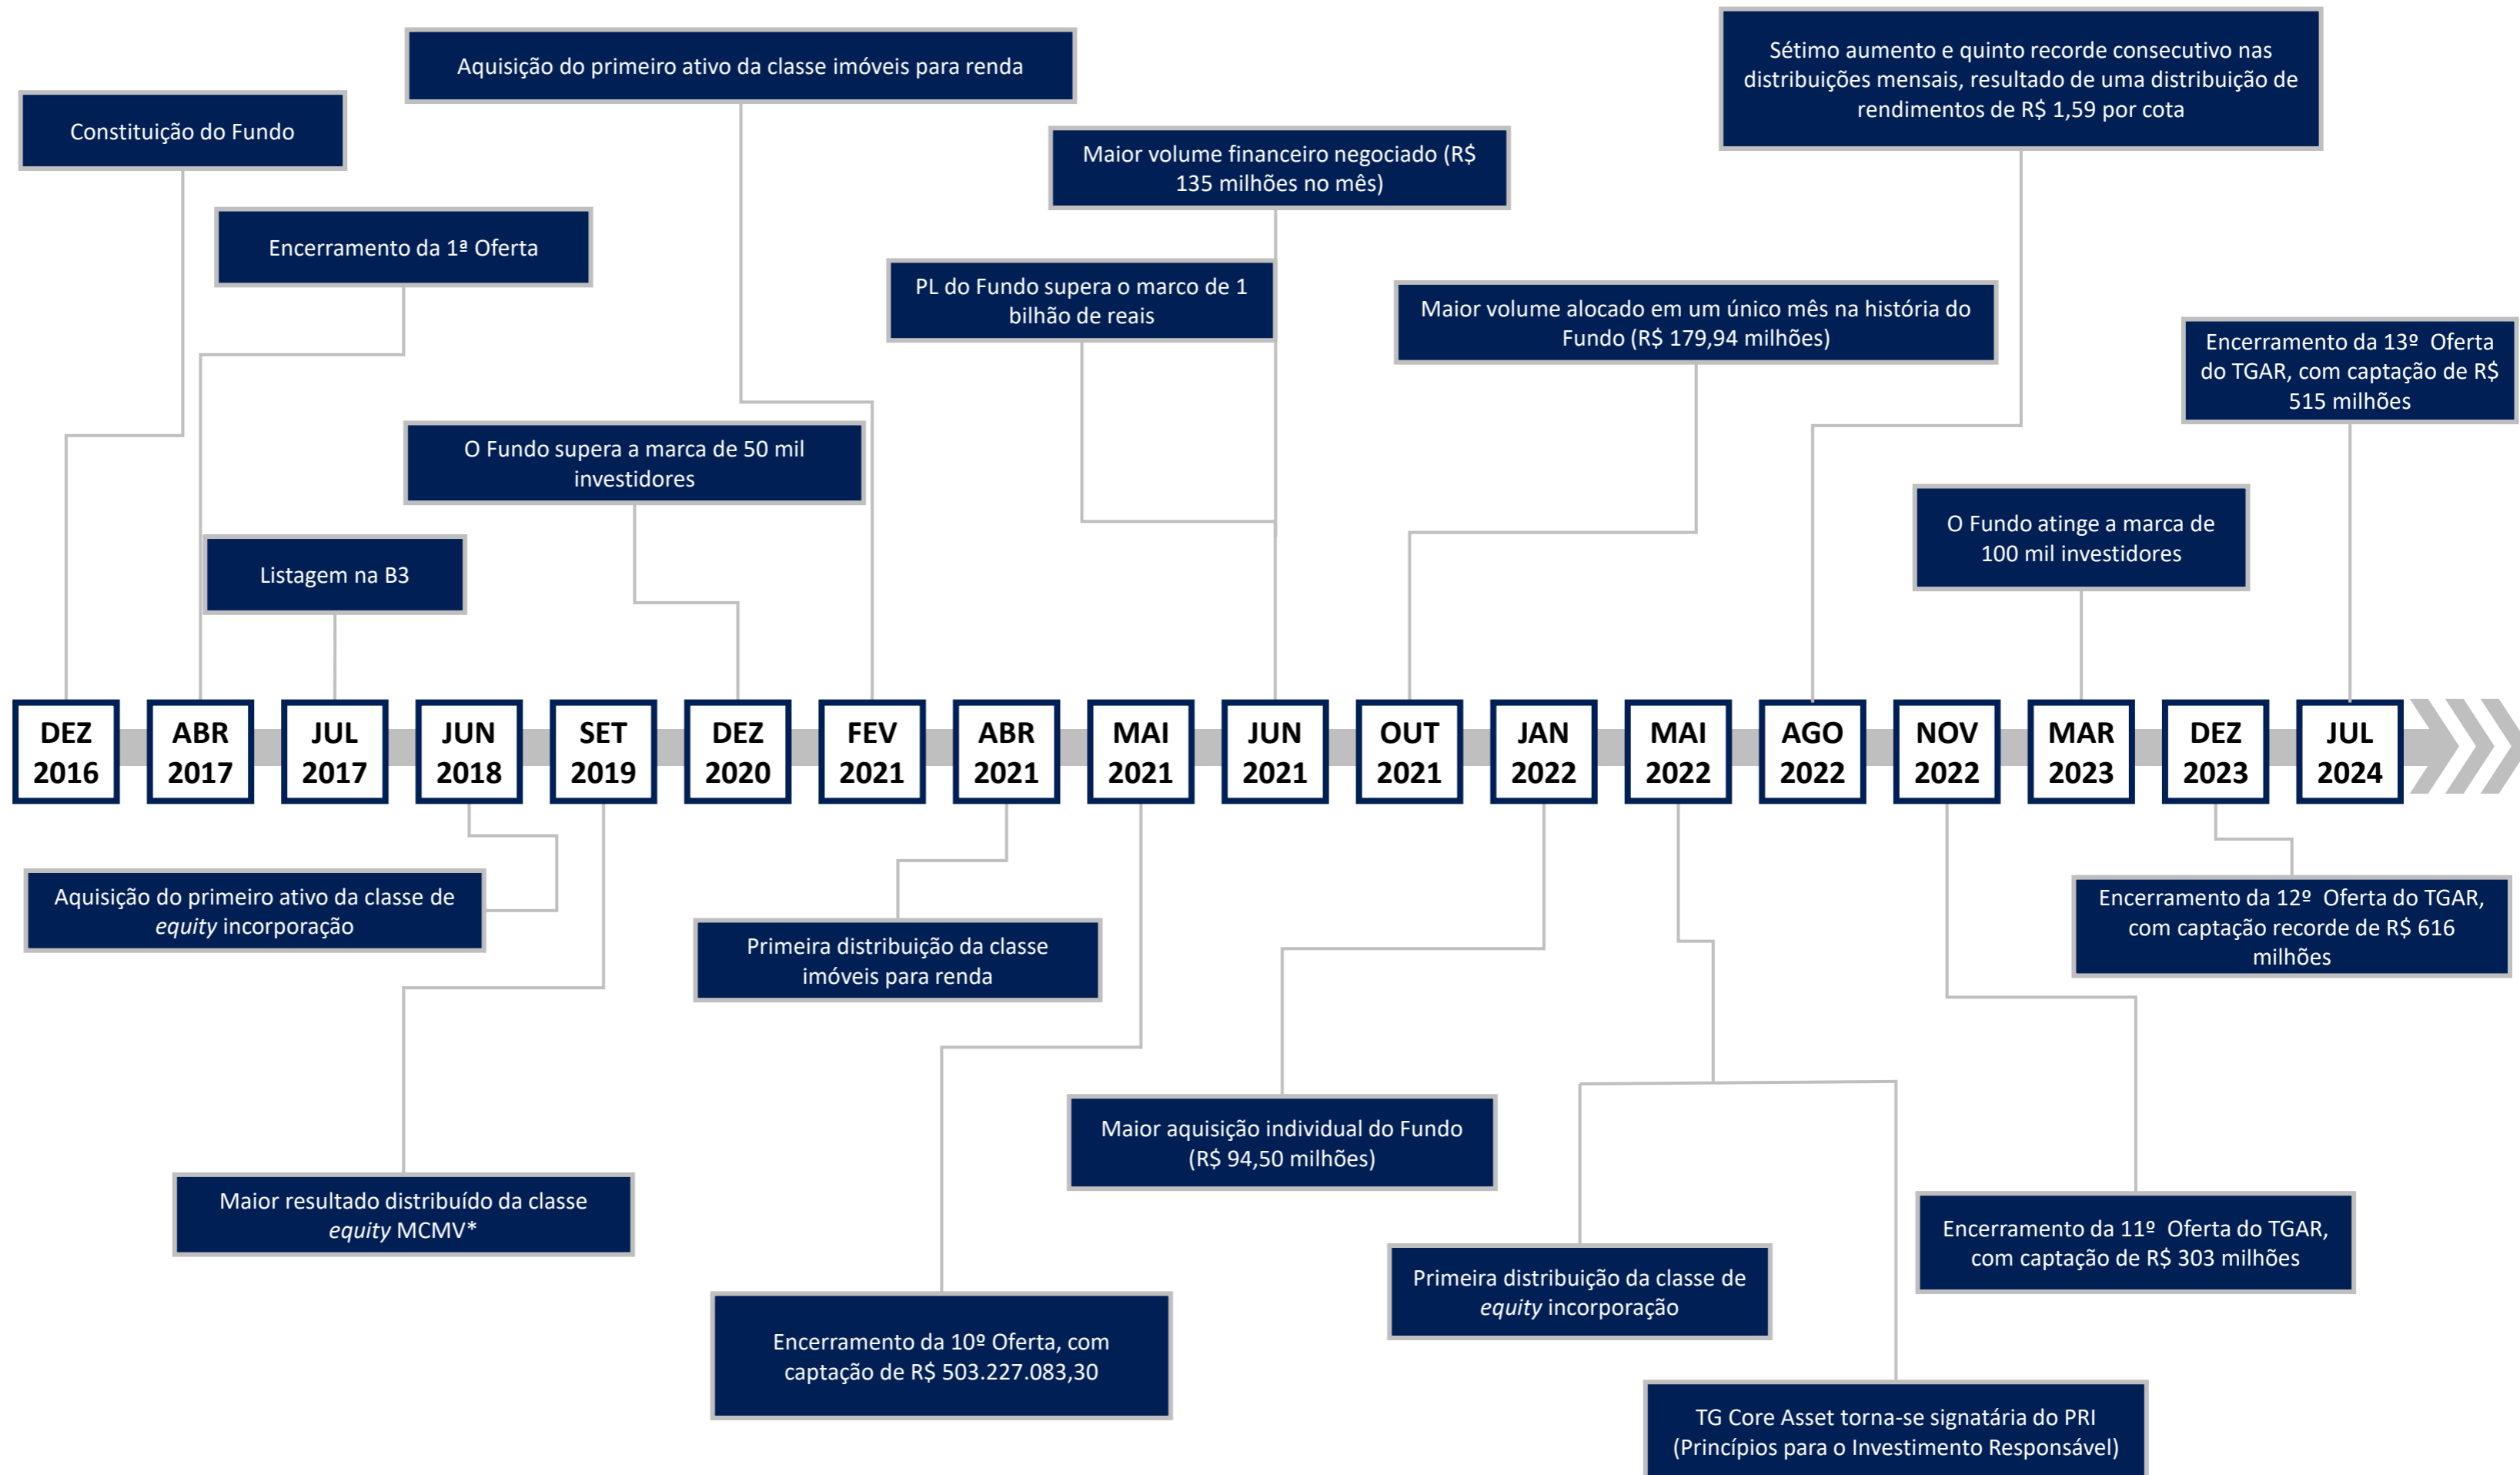 Aquisição do primeiro ativo da classe imóveis para renda
Sétimo aumento e quinto recorde consecutivo nas
distribuições mensais, resultado de uma distribuição de
rendimentos de R$ 1,59 por cota
Constituição do Fundo
Maior volume financeiro negociado (R$
135 milhões no mês)
Encerramento da 1ª Oferta
PL do Fundo supera o marco de 1
bilhão de reais
Maior volume alocado em um único mês na história do
Fundo (R$ 179,94 milhões)
Encerramento da 13º Oferta
do TGAR, com captação de R$
515 milhões
O Fundo supera a marca de 50 mil
investidores
O Fundo atinge a marca de
100 mil investidores
Listagem na B3
DEZ
2016
ABR
2017
JUL
2017
JUN
2018
SET
2019
DEZ
2020
FEV
2021
ABR
2021
MAI
2021
JUN
2021
OUT
2021
JAN
2022
MAI
2022
AGO
2022
NOV
2022
MAR
2023
DEZ
2023
JUL
2024
Aquisição do primeiro ativo da classe de
equity incorporação
Primeira distribuição da classe
imóveis para renda
Encerramento da 12º Oferta do TGAR,
com captação recorde de R$ 616
milhões
Maior aquisição individual do Fundo
(R$ 94,50 milhões)
Maior resultado distribuído da classe
equity MCMV*
Encerramento da 11º Oferta do TGAR,
com captação de R$ 303 milhões
Primeira distribuição da classe de
equity incorporação
Encerramento da 10º Oferta, com
captação de R$ 503.227.083,30
TG Core Asset torna-se signatária do PRI
(Princípios para o Investimento Responsável)